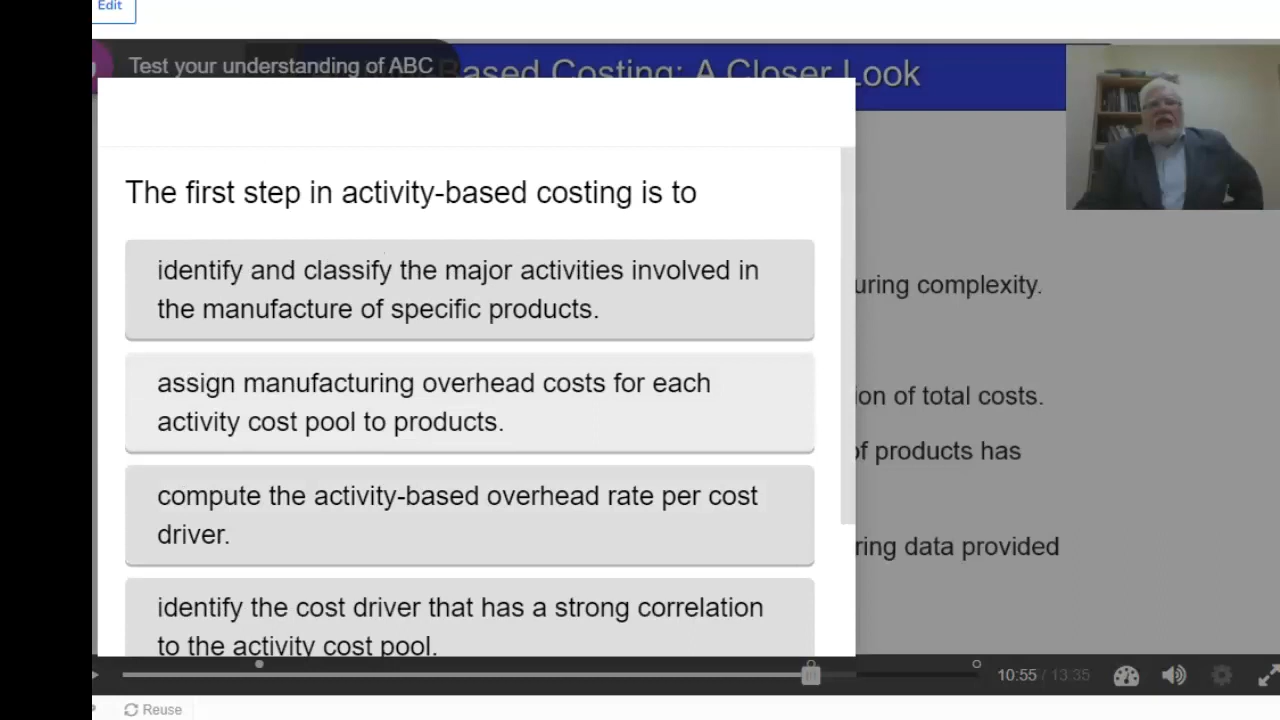 Edit
Test your understanding of ABC
Based Costing: A Closer Look
The first step in activity-based costing is to
identify and classify the major activities involved in
the manufacture of specific products.
assign manufacturing overhead costs for each
activity cost pool to products.
compute the activity-based overhead rate per cost
driver.
identify the cost driver that has a strong correlation
to the activity cost pool.
uring complexity.
ion of total costs.
of products has
ring data provided
10:55 / 13:35
Reuse